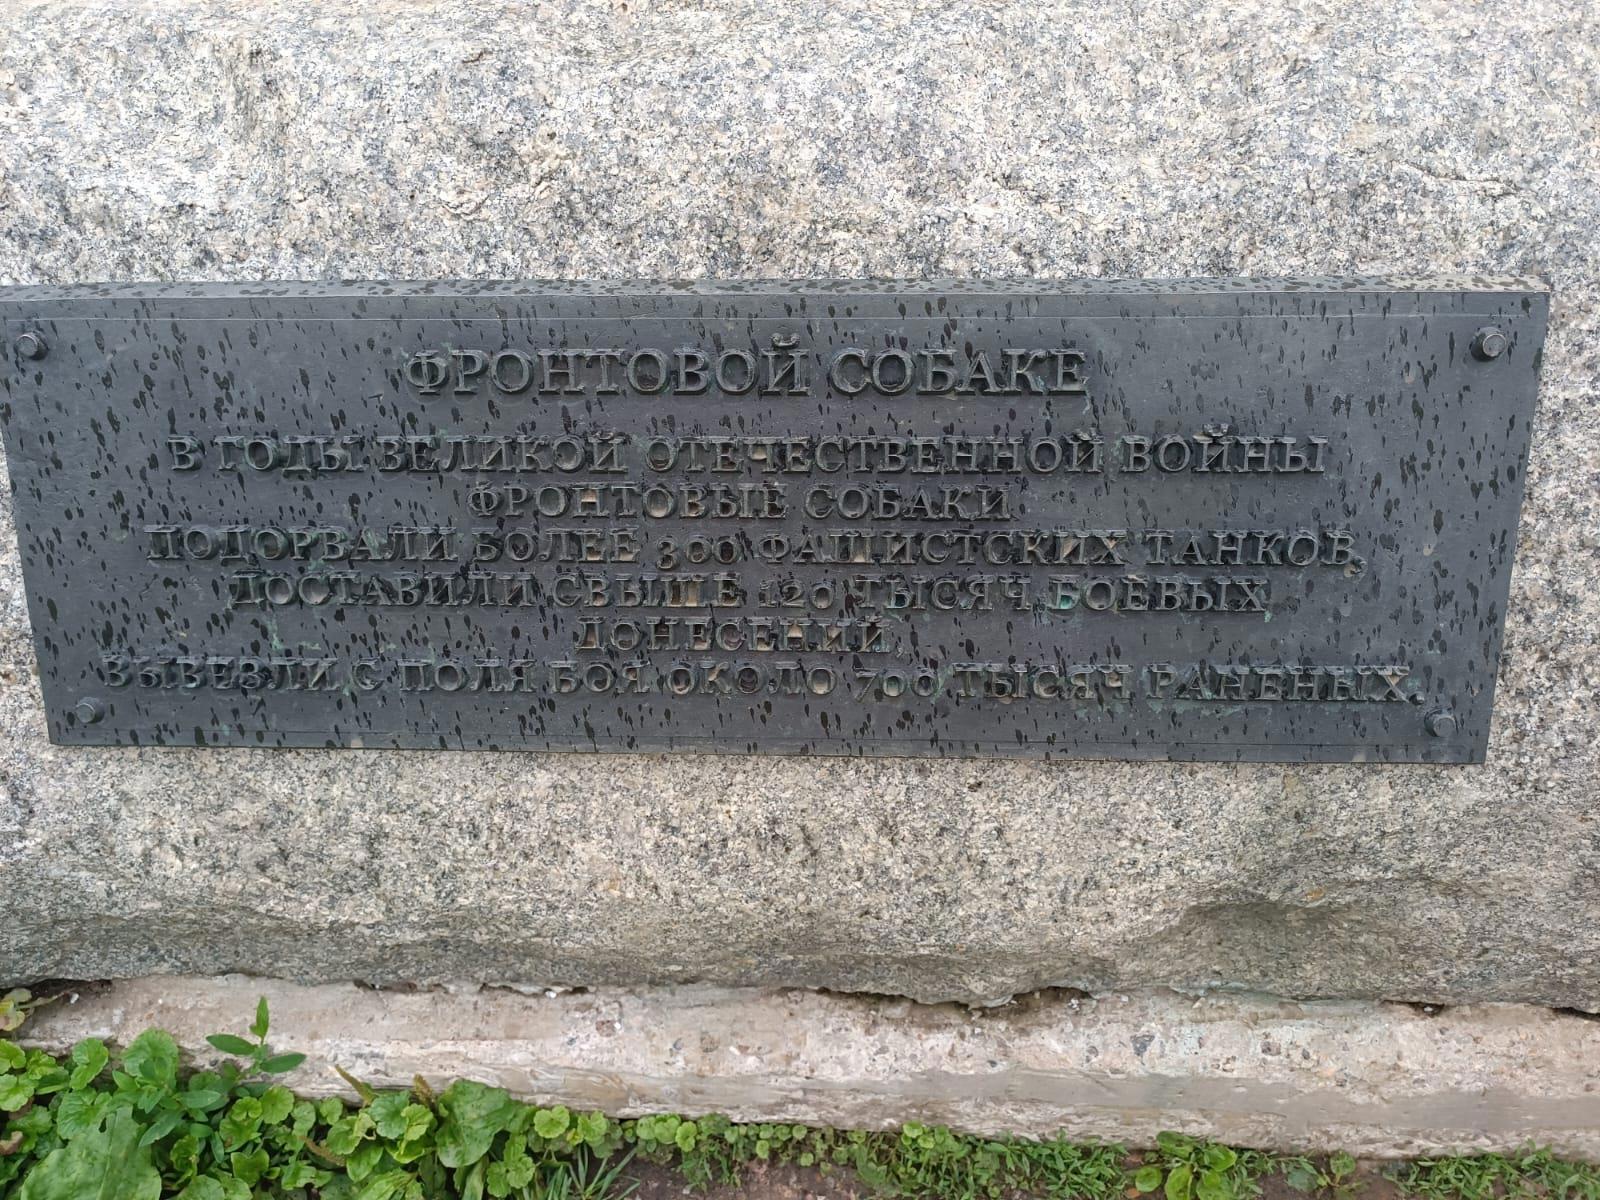 ФРОНТОВОЙ СОБАКЕ
В ГОДЫ ВЕЛИКОЙ ОТЕЧЕСТВЕННОЙ ВОЙНЫ
ФРОНТОВЫЕ СОБАКИ
ПОДОРВАЛИ БОЛЕЕ 300 ФАШИСТСКИХ ТАНКОВ,
ДОСТАВИЛИ СВЫШЕ 120 ТЫСЯЧ БОЕВЫХ
ДОНЕСЕНИЙ,
ВЫВЕЗЛИ С ПОЛЯ БОЯ ОКОЛО 700 ТЫСЯЧ РАНЕНЫХ.